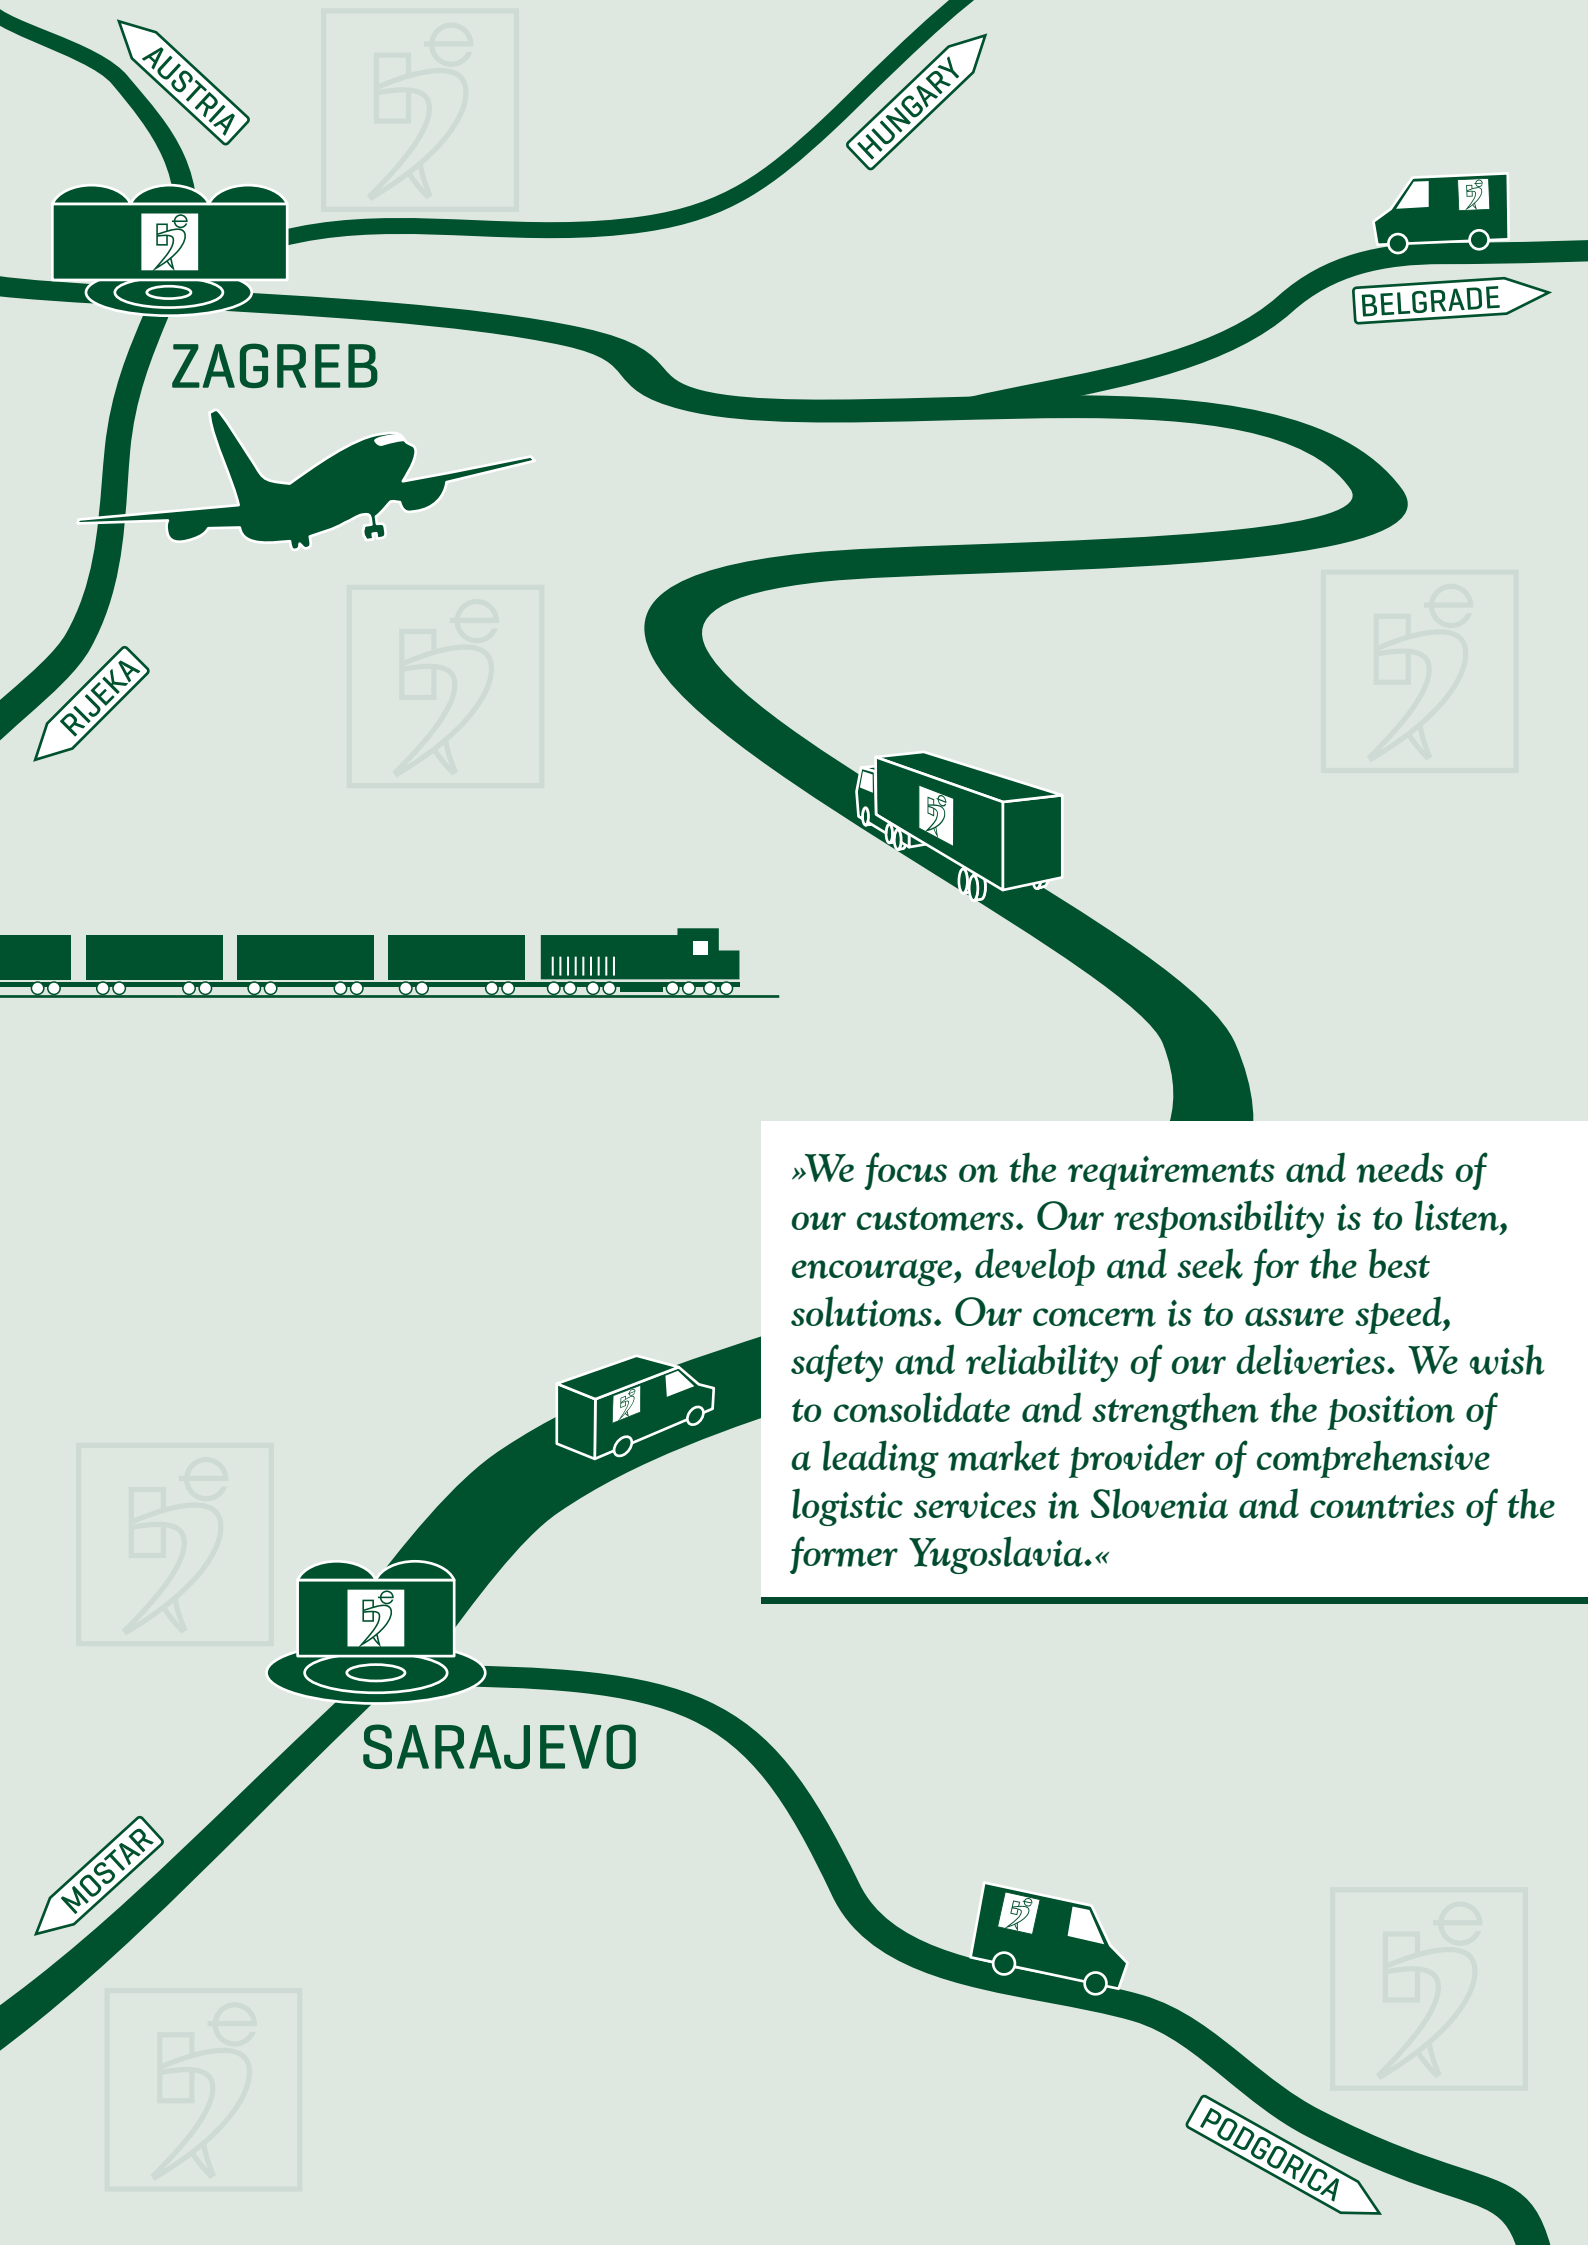 AUSTRIA
HUNGARY
BELGRADE
ZAGREB
RIJEKA
»We focus on the requirements and needs of
our customers. Our responsibility is to listen,
encourage, develop and seek for the best
solutions. Our concern is to assure speed,
safety and reliability of our deliveries. We wish
to consolidate and strengthen the position of
a leading market provider of comprehensive
logistic services in Slovenia and countries of the
former Yugoslavia.«
SARAJEVO
MOSTAR
PODGORICA